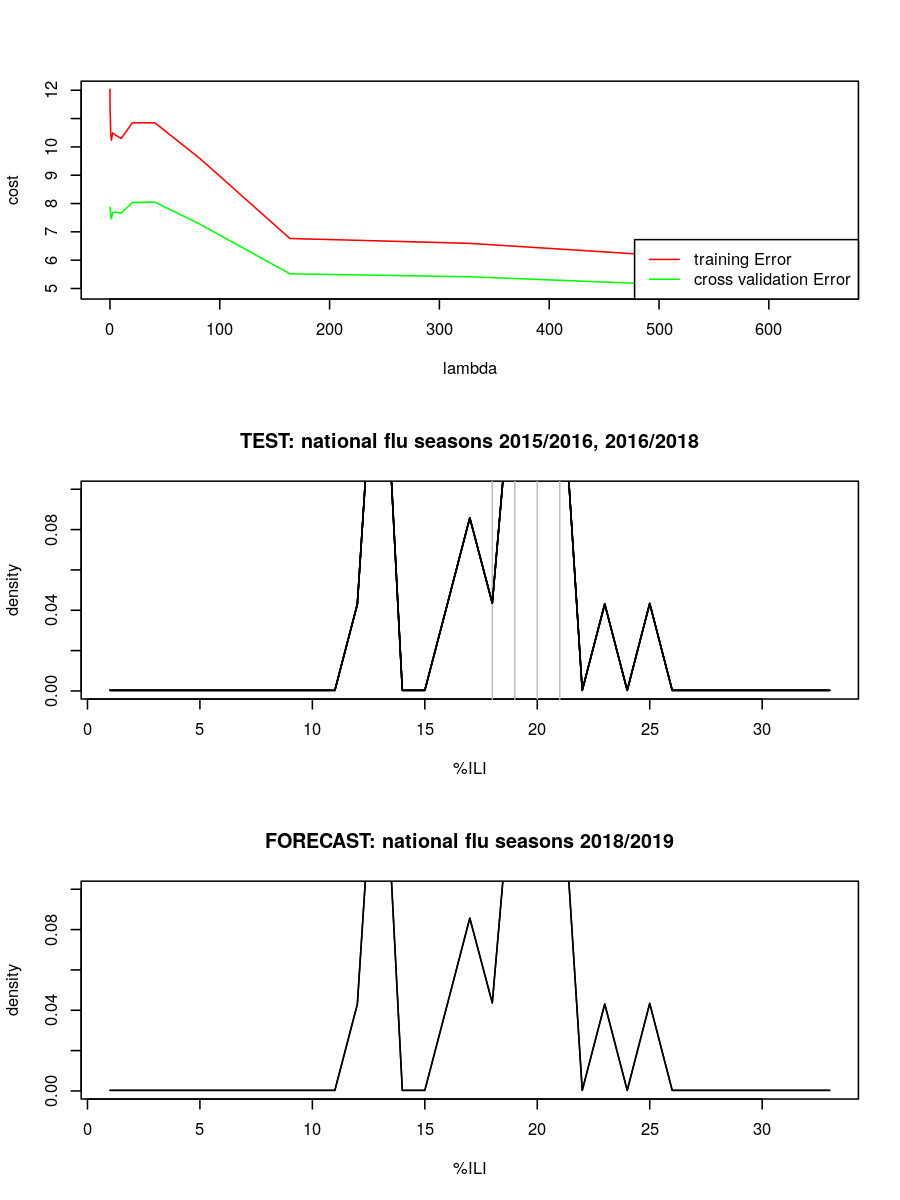 12
10
9
8
7
6
5
cost
training Error
cross validation Error
0 100 200 300 400 500 600
lambda
TEST: national flu seasons 2015/2016, 2016/2018
0.08
0.04
0.00
density
0 5 10 15 20 25 30
%ILI
FORECAST: national flu seasons 2018/2019
0.08
0.04
0.00
density
0 5 10 15 20 25 30
%ILI